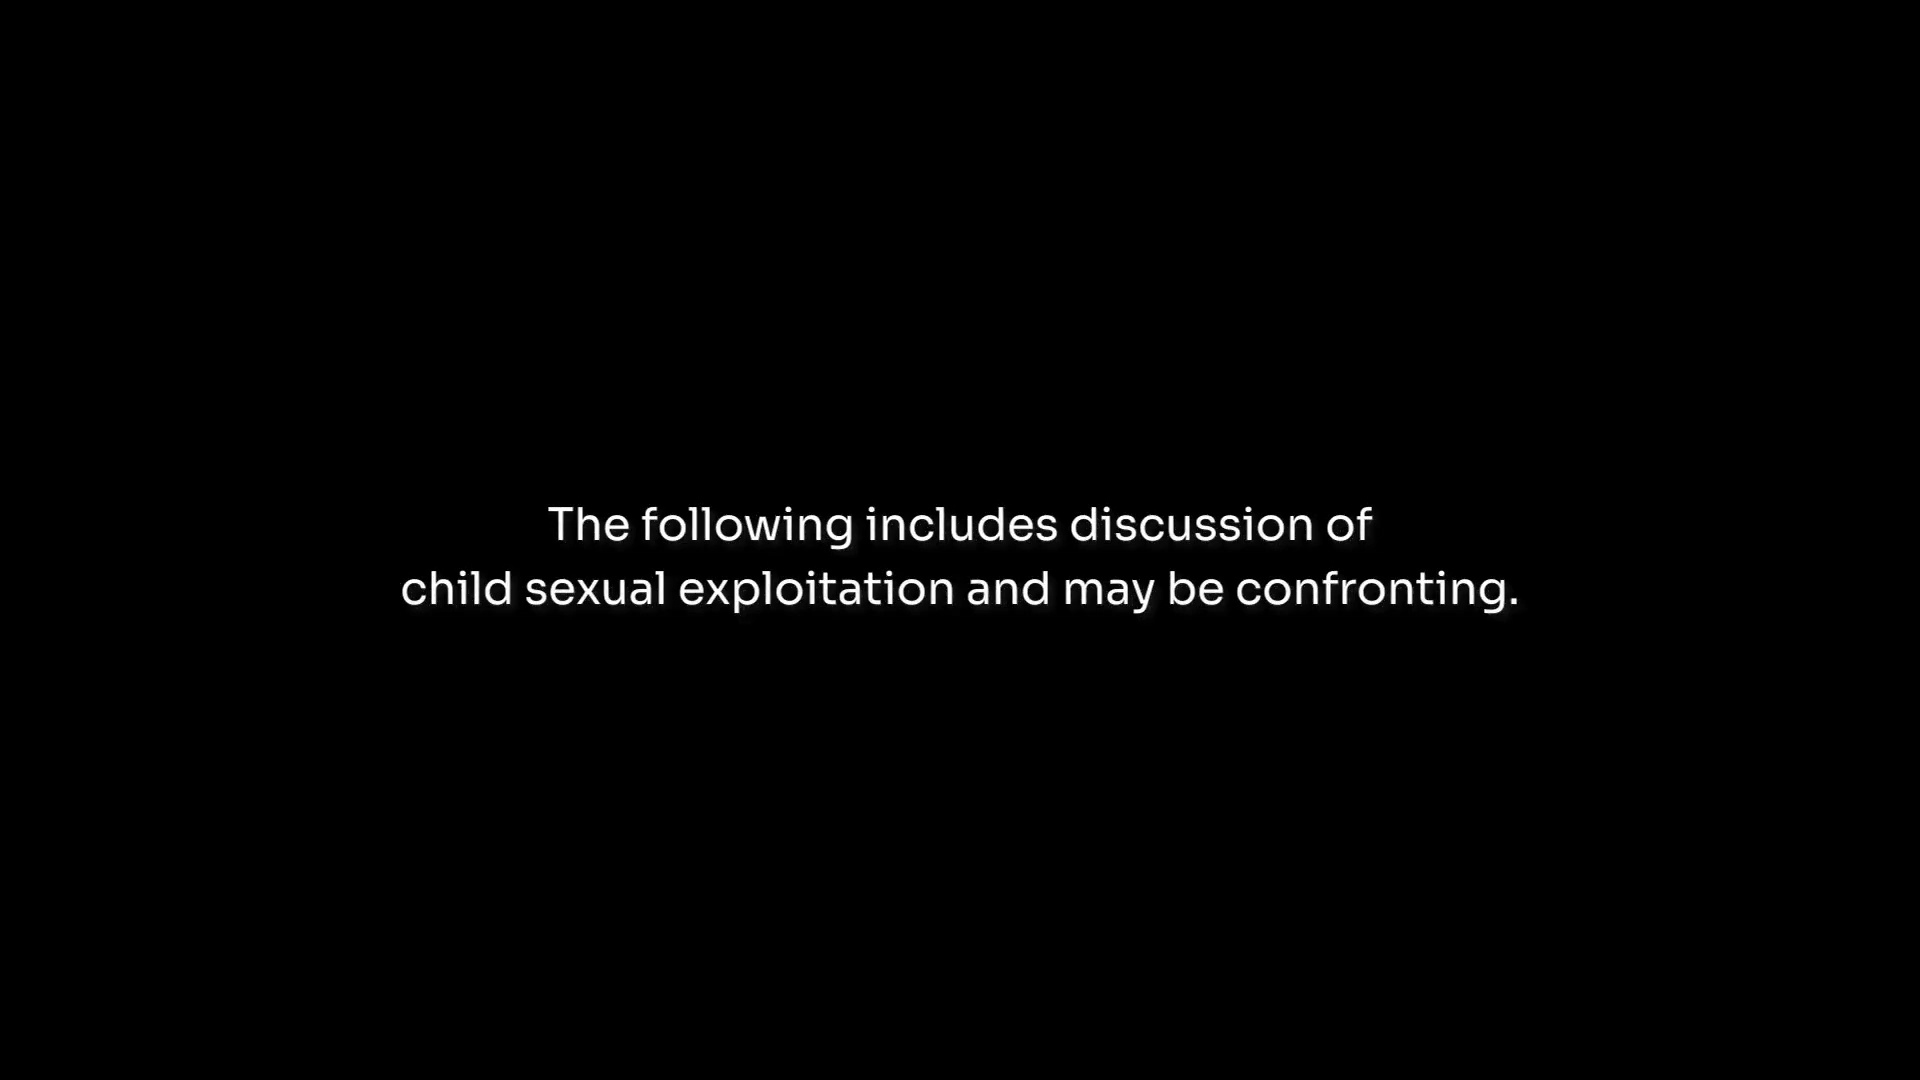 The following includes discussion of
child sexual exploitation and may be confronting.